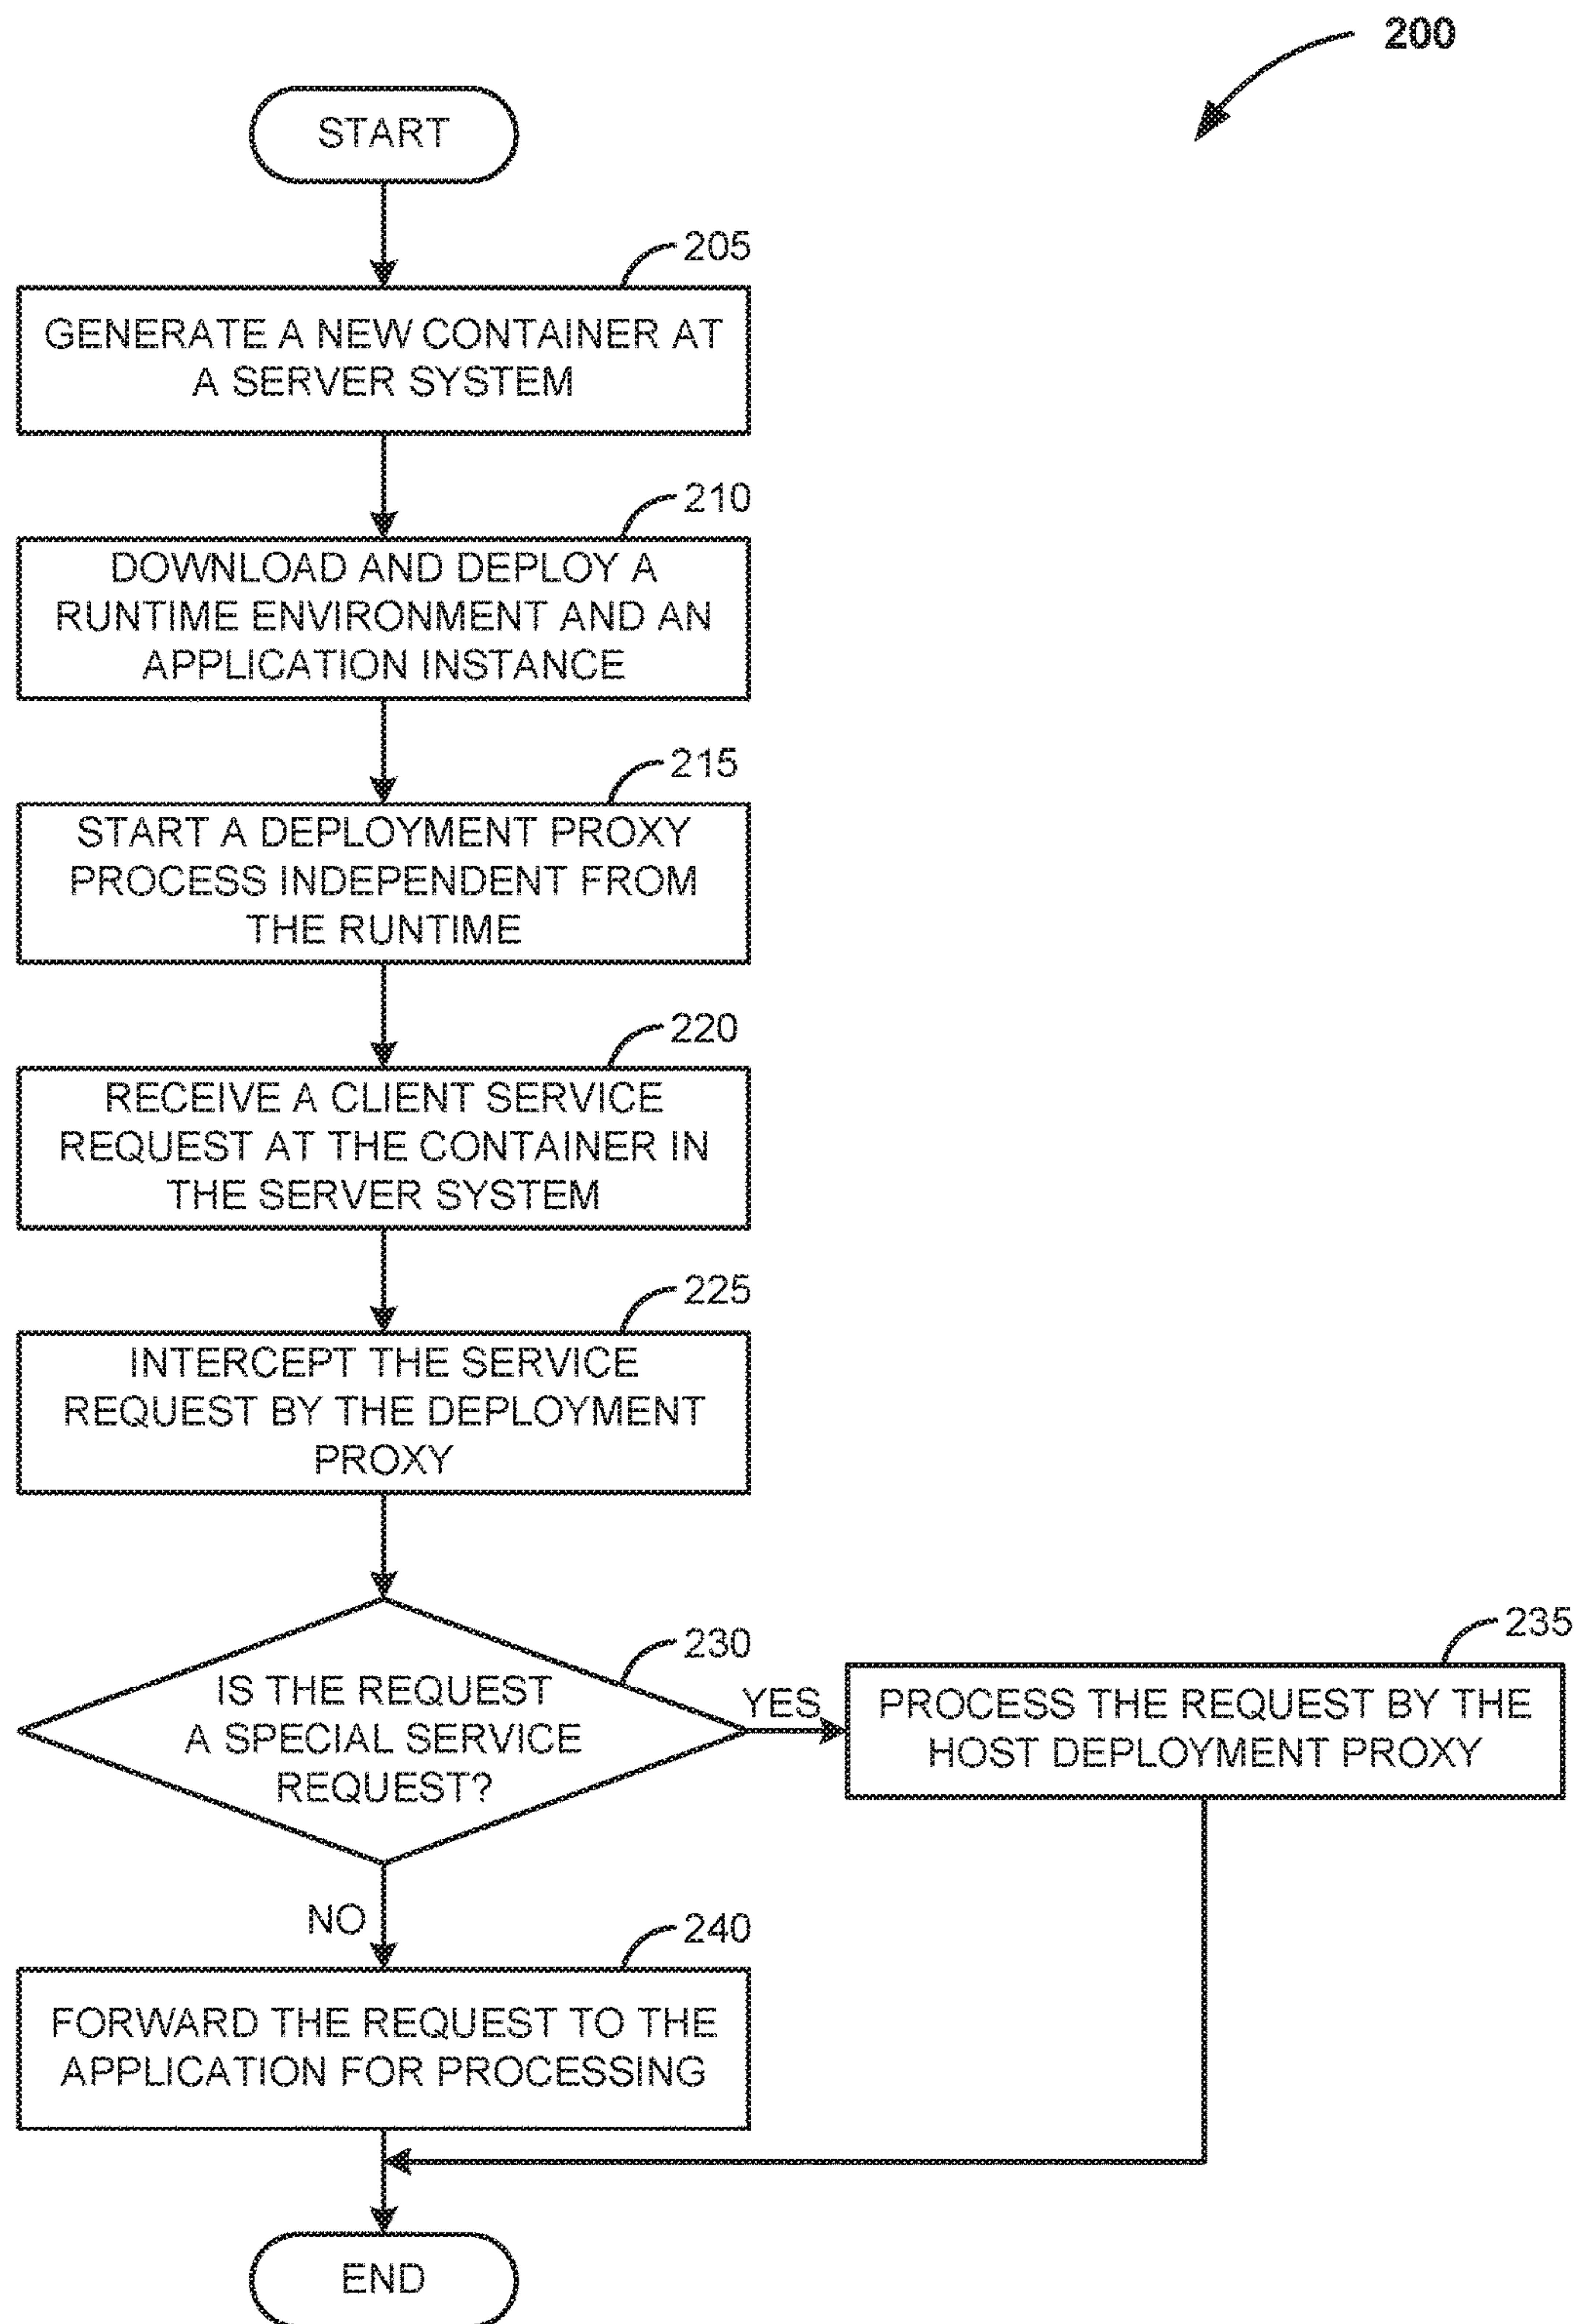 200
START
205
GENERATE A NEW CONTAINER AT
A SERVER SYSTEM
210
DOWNLOAD AND DEPLOY A
RUNTIME ENVIRONMENT AND AN
APPLICATION INSTANCE
215
START A DEPLOYMENT PROXY
PROCESS INDEPENDENT FROM
THE RUNTIME
220
RECEIVE A CLIENT SERVICE
REQUEST AT THE CONTAINER IN
THE SERVER SYSTEM
225
INTERCEPT THE SERVICE
REQUEST BY THE DEPLOYMENT
PROXY
230
IS THE REQUEST
A SPECIAL SERVICE
REQUEST?
YES
235
PROCESS THE REQUEST BY THE
HOST DEPLOYMENT PROXY
NO
240
FORWARD THE REQUEST TO THE
APPLICATION FOR PROCESSING
END